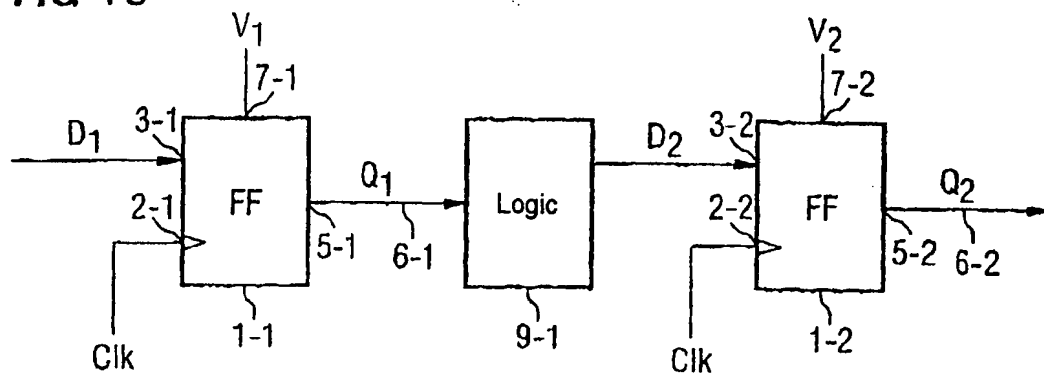 V1 V2
7-1 7-2
D1 3-1 D2 3-2
FF Q1 Logic FF Q2
2-1 5-1 6-1 2-2 5-2 6-2
Clk 1-1 9-1 Clk 1-2